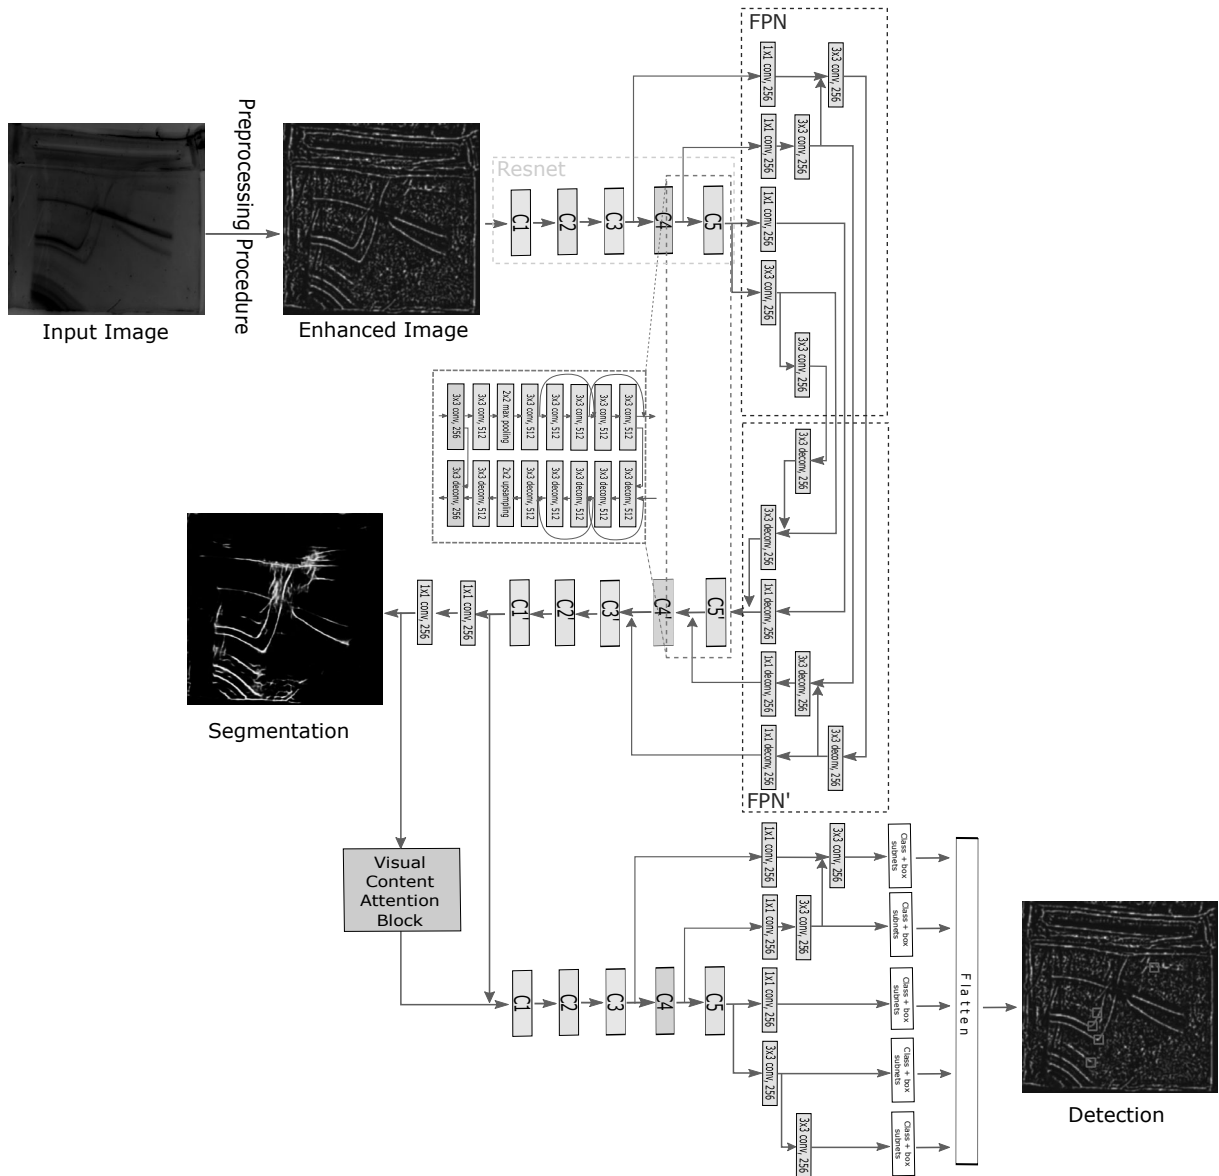 FPN
1x1 conv, 256
3x3 conv, 256
1x1 conv, 256
3x3 conv, 256
1x1 conv, 256
3x3 conv, 256
3x3 conv, 256
Preprocessing Procedure
Input Image
Enhanced Image
Resnet
C1
C2
C3
C4
C5
3x3 conv, 256
3x3 conv, 512
2x2 max pooling
3x3 conv, 512
3x3 conv, 512
3x3 conv, 512
3x3 conv, 512
3x3 conv, 512
3x3 deconv, 256
3x3 deconv, 512
2x2 upsampling
3x3 deconv, 512
3x3 deconv, 512
3x3 deconv, 512
3x3 deconv, 512
3x3 deconv, 512
3x3 deconv, 256
3x3 deconv, 256
1x1 deconv, 256
1x1 deconv, 256
3x3 deconv, 256
1x1 deconv, 256
3x3 deconv, 256
FPN'
1x1 conv, 256
1x1 conv, 256
C1'
C2'
C3'
C4'
C5'
Segmentation
Visual
Content
Attention
Block
C1
C2
C3
C4
C5
1x1 conv, 256
3x3 conv, 256
1x1 conv, 256
3x3 conv, 256
1x1 conv, 256
3x3 conv, 256
3x3 conv, 256
Class + box
subnets
Class + box
subnets
Class + box
subnets
Class + box
subnets
Class + box
subnets
Flatten
Detection